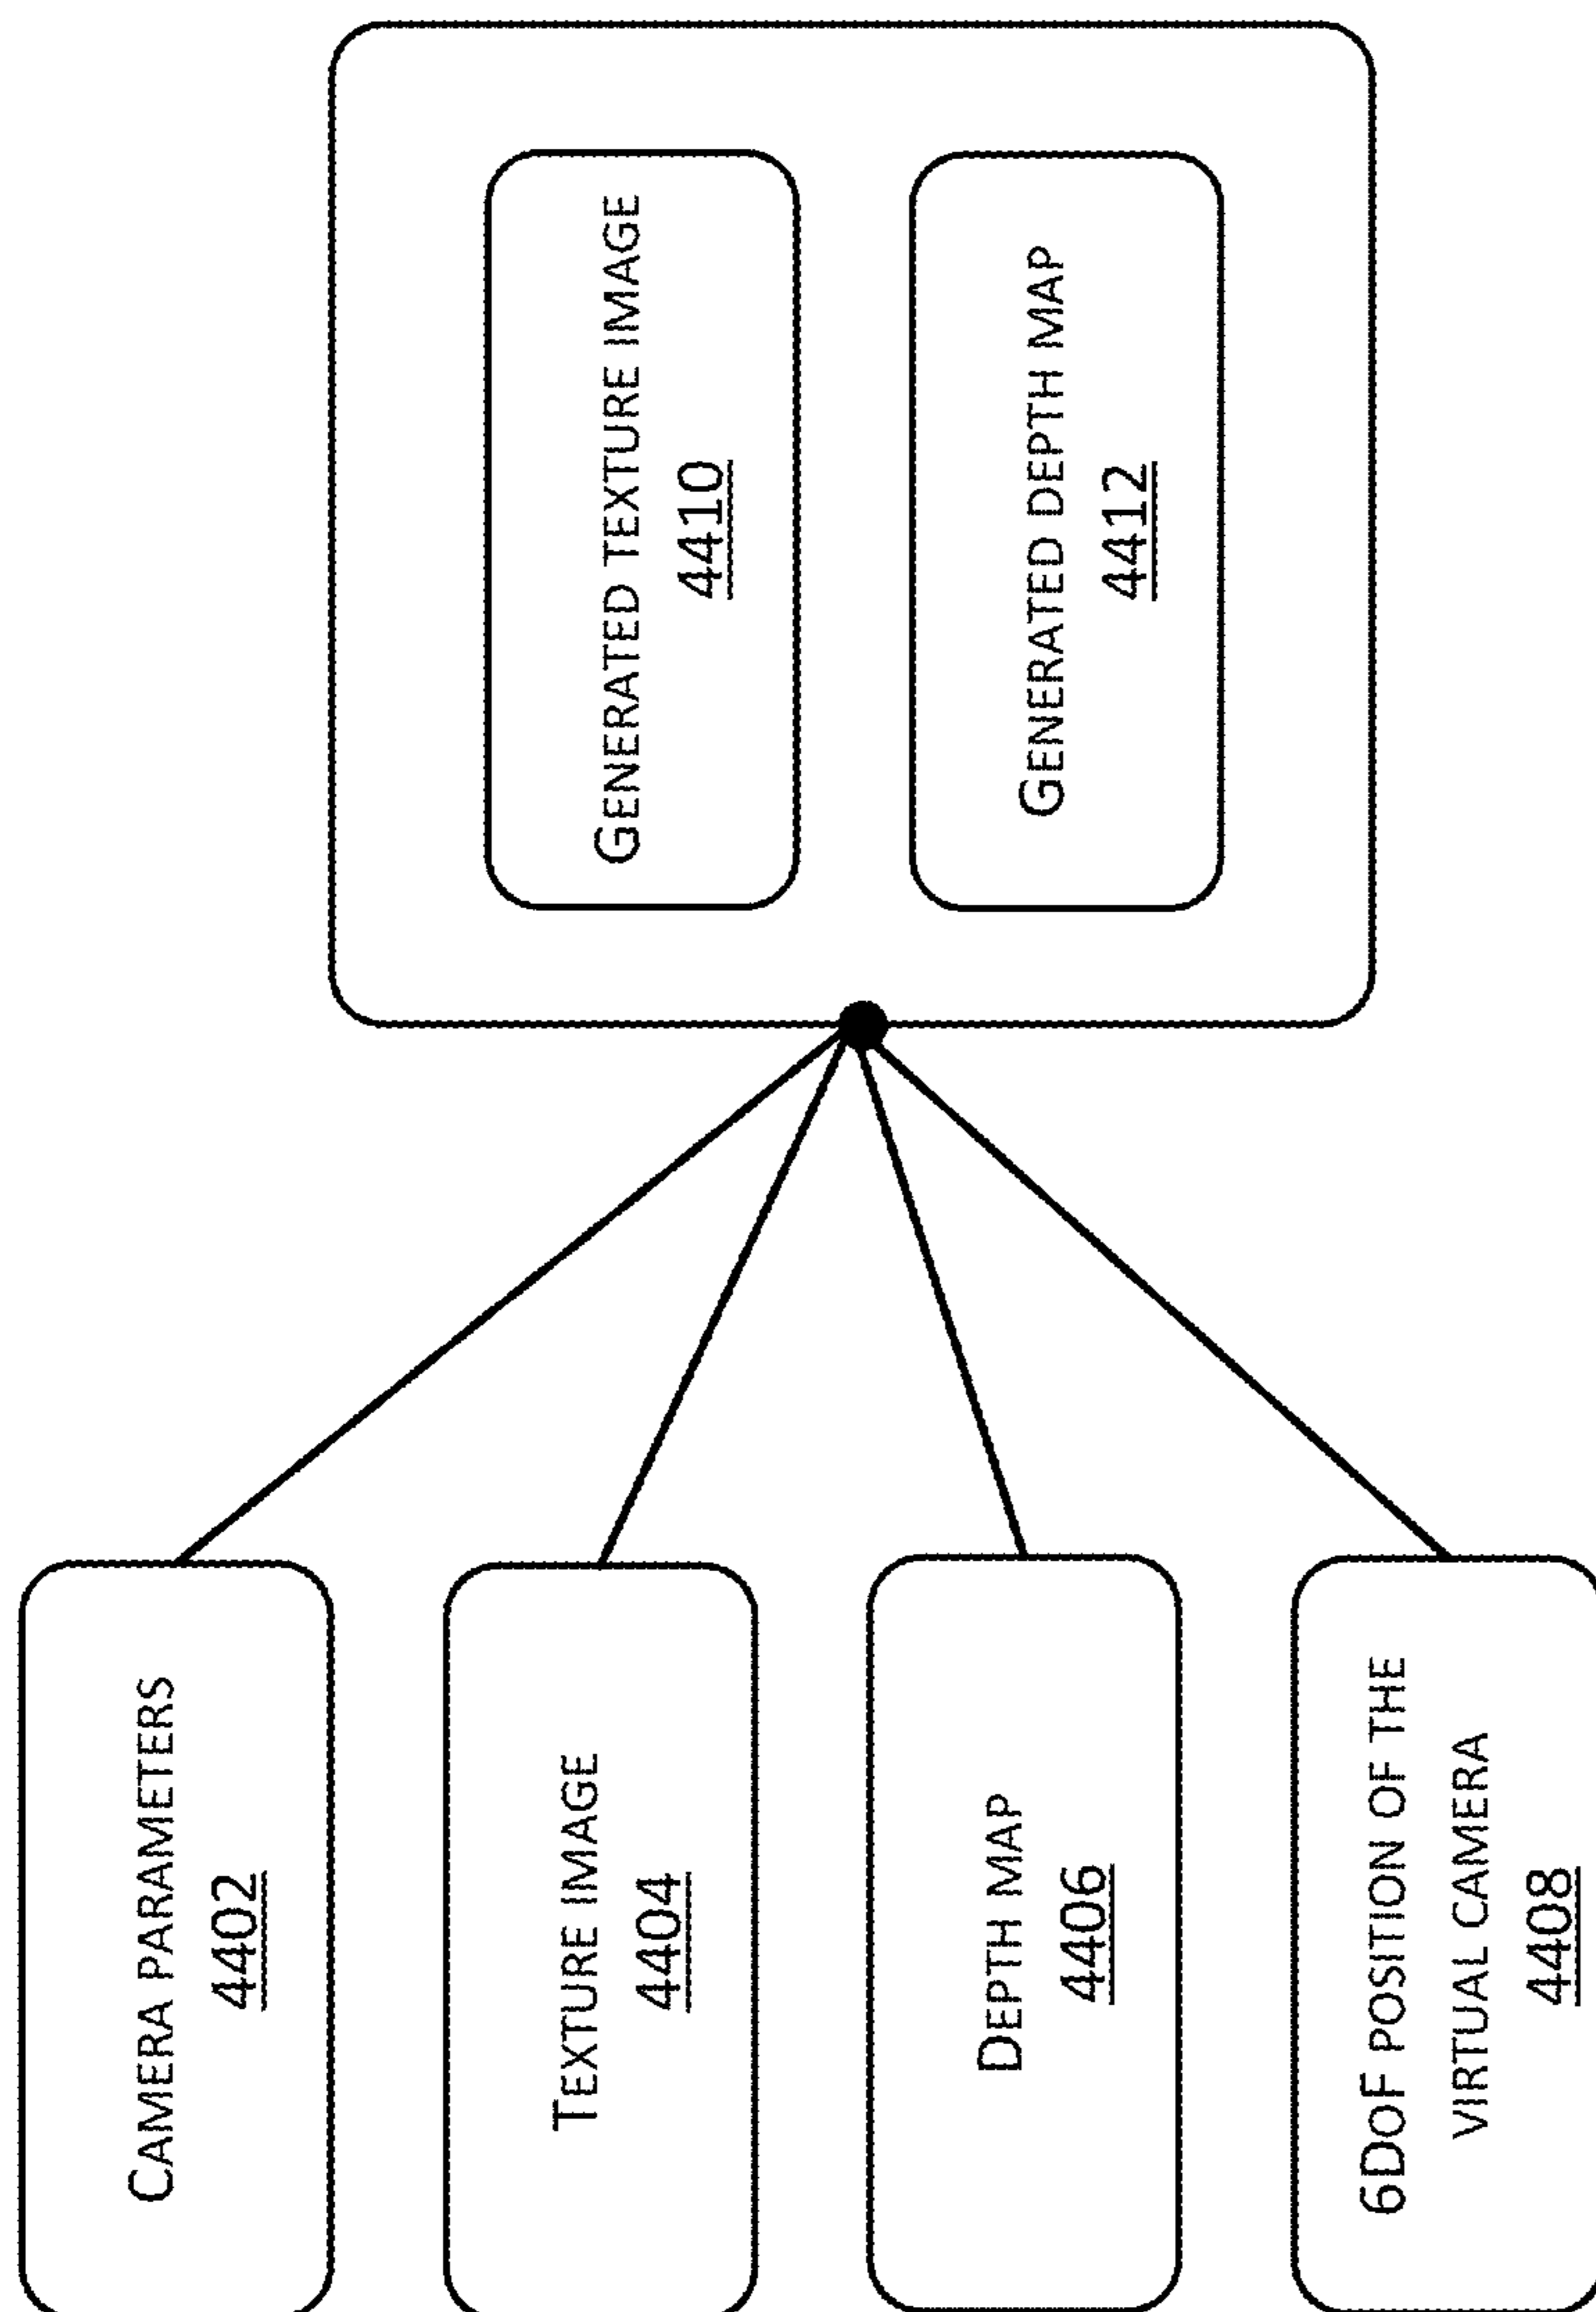 Camera parameters
4402
Texture image
4404
Depth map
4406
6DoF position of the
virtual camera
4408
Generated texture image
4410
Generated depth map
4412